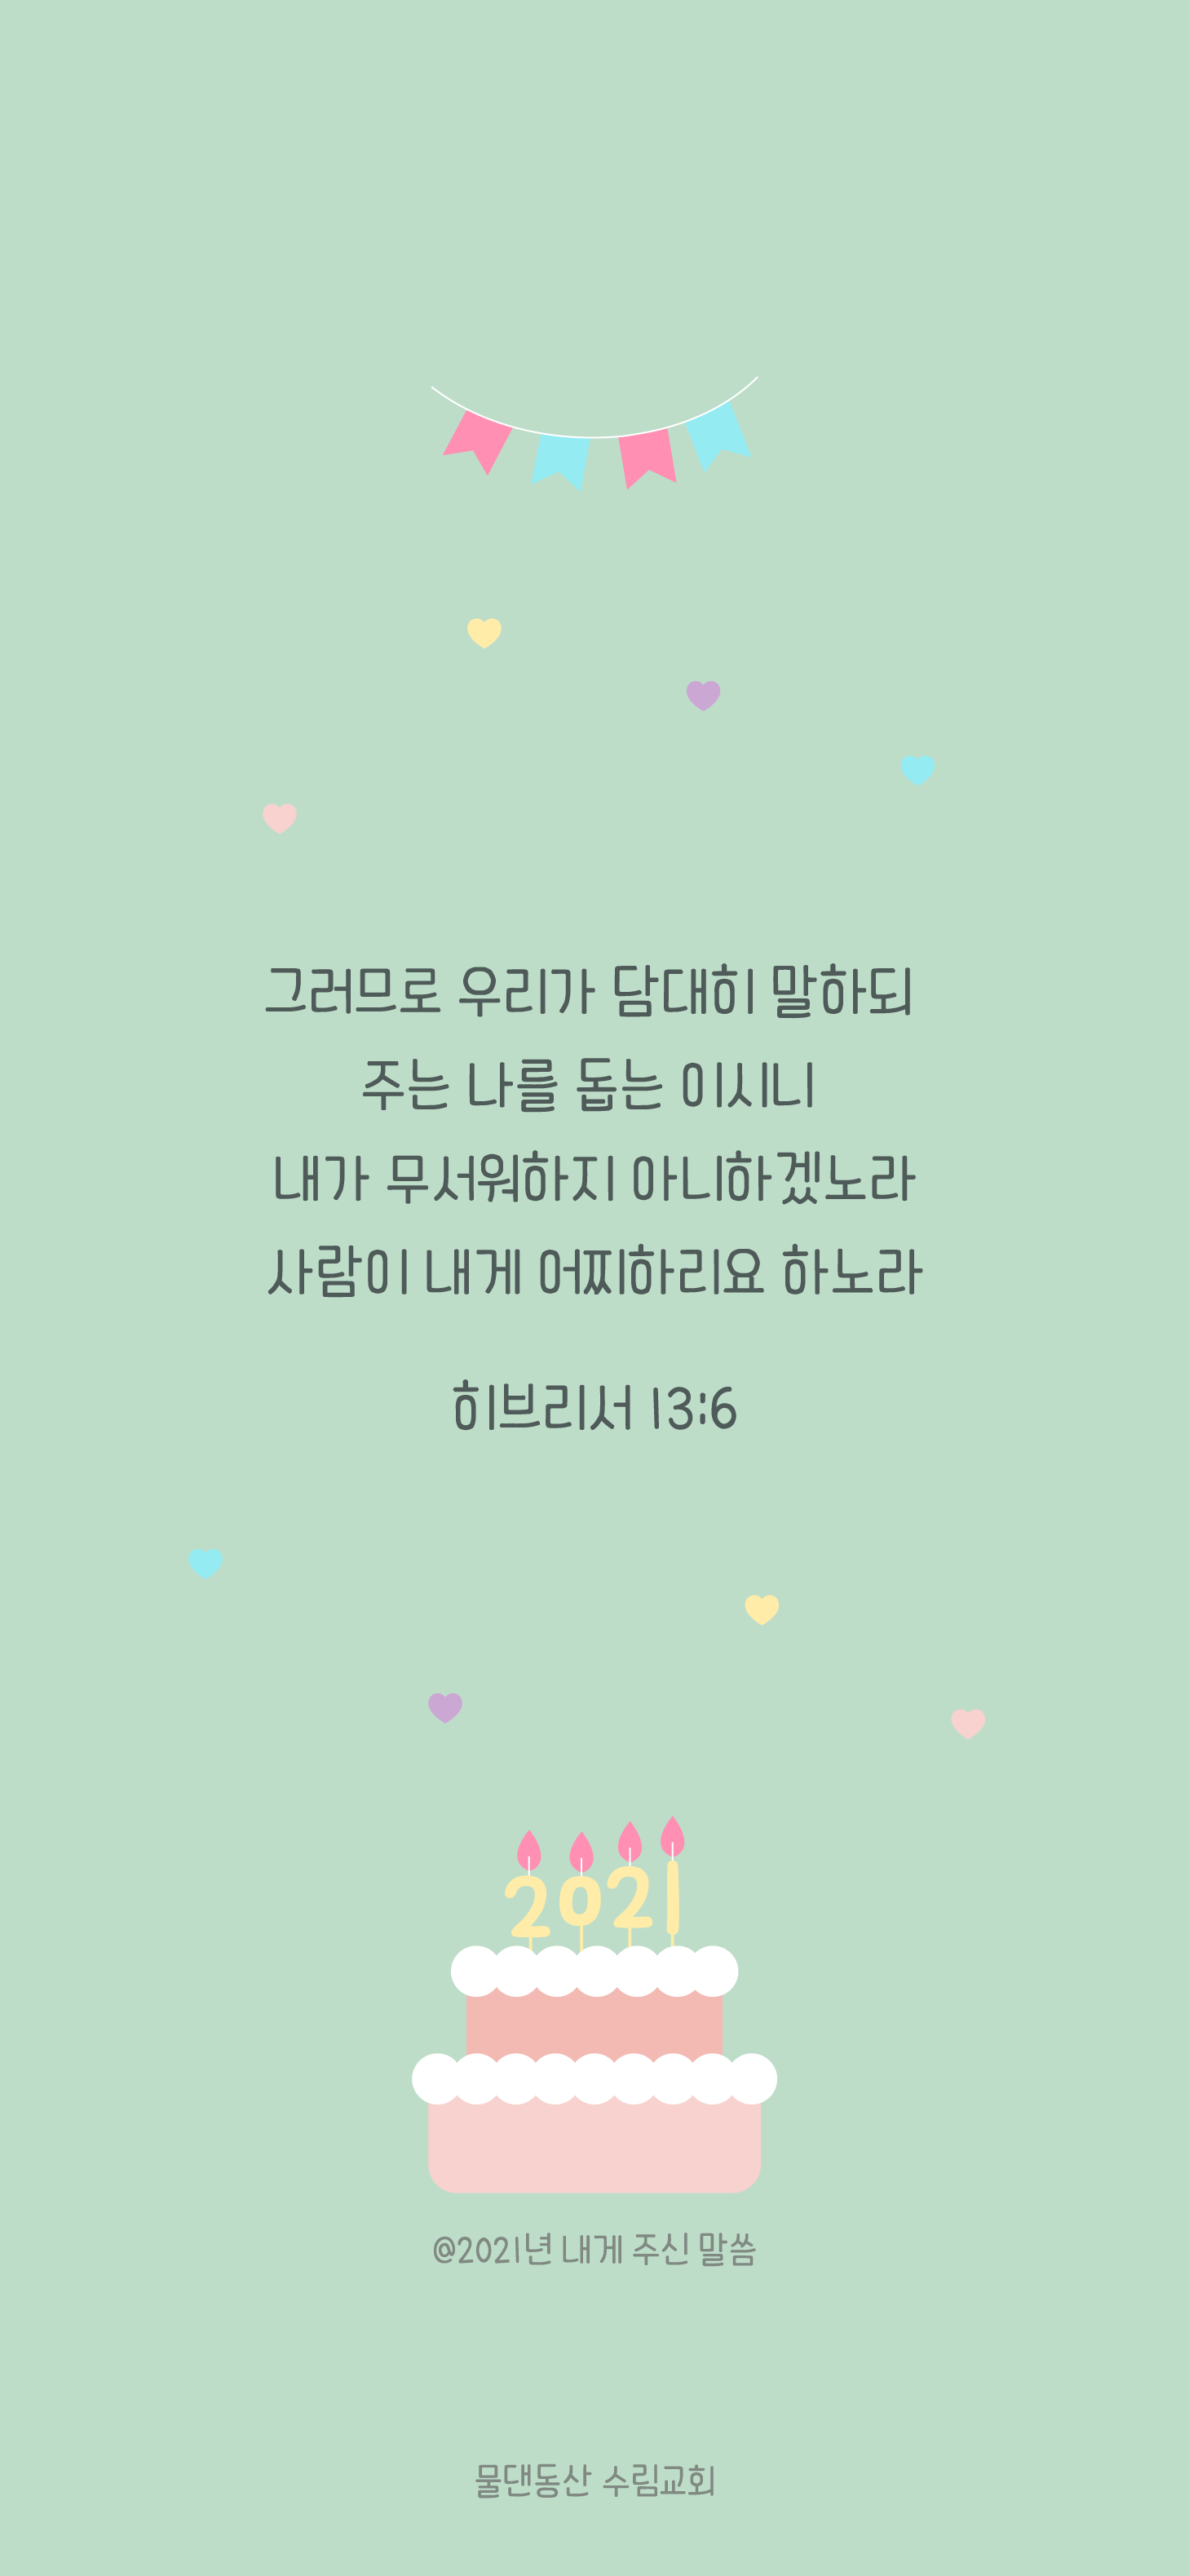 그러므로 우리가 담대히 말하되
주는 나를 돕는 이시니
내가 무서워하지 아니하겠노라
사람이 내게 어찌하리요 하노라
히브리서 13:6
2021
@2021년 내게 주신 말씀
물댄동산 수림교회